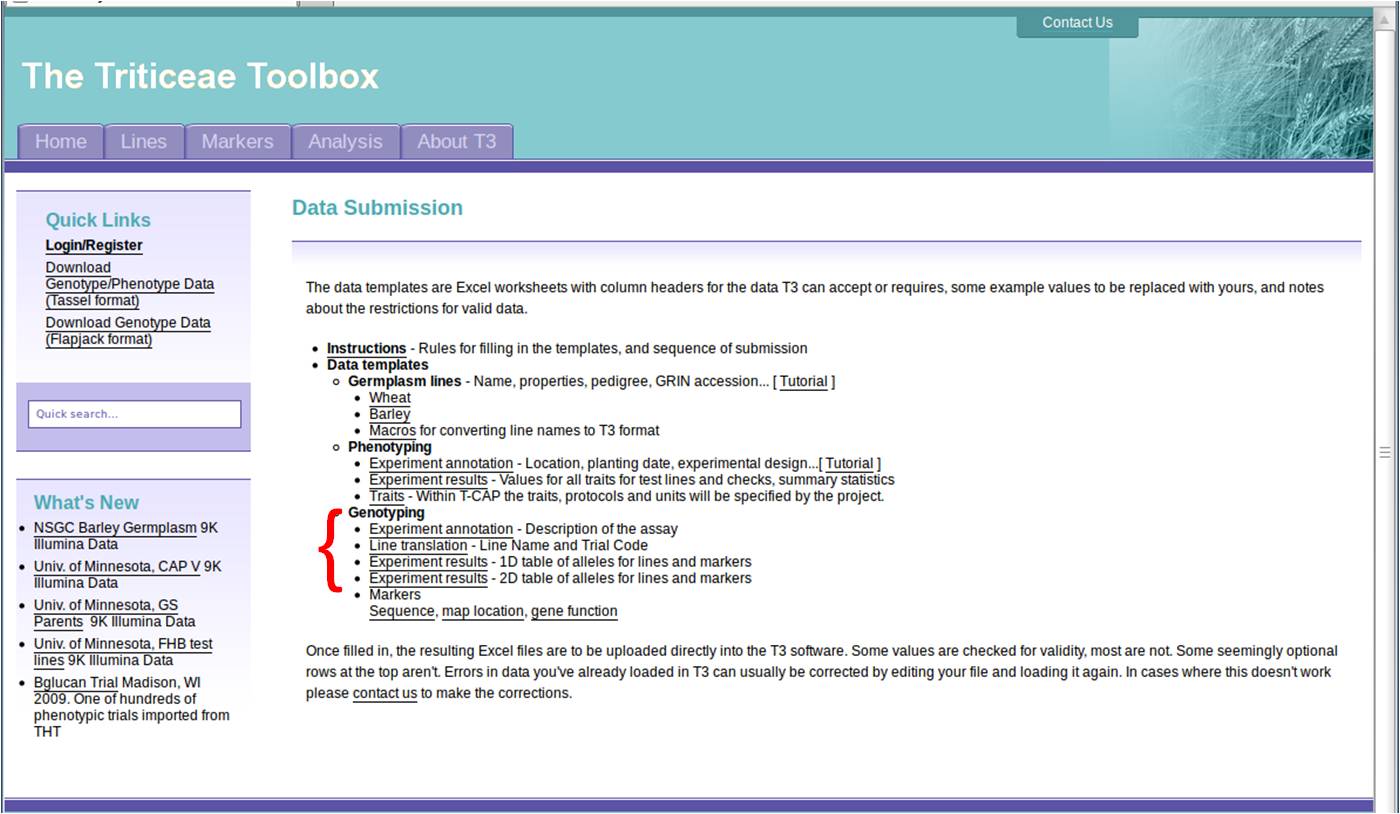 Contact Us
The Triticeae Toolbox
Home Lines Markers Analysis About T3
Quick Links
Login/Register
Download
Genotype/Phenotype Data
(Tassel format)
Download Genotype Data
(Flapjack format)
Quick search...
What's New
• NSGC Barley Germplasm 9K
Illumina Data
• Univ. of Minnesota, CAP V 9K
Illumina Data
• Univ. of Minnesota, GS
Parents 9K Illumina Data
• Univ. of Minnesota, FHB test
lines 9K Illumina Data
• Bglucan Trial Madison, WI
2009. One of hundreds of
phenotypic trials imported from
THT
Data Submission
The data templates are Excel worksheets with column headers for the data T3 can accept or requires, some example values to be replaced with yours, and notes
about the restrictions for valid data.
• Instructions - Rules for filling in the templates, and sequence of submission
• Data templates
◦ Germplasm lines - Name, properties, pedigree, GRIN accession... [ Tutorial ]
• Wheat
• Barley
• Macros for converting line names to T3 format
◦ Phenotyping
• Experiment annotation - Location, planting date, experimental design...[ Tutorial ]
• Experiment results - Values for all traits for test lines and checks, summary statistics
• Traits - Within T-CAP the traits, protocols and units will be specified by the project.
{ Genotyping
• Experiment annotation - Description of the assay
• Line translation - Line Name and Trial Code
• Experiment results - 1D table of alleles for lines and markers
• Experiment results - 2D table of alleles for lines and markers
• Markers
Sequence, map location, gene function
Once filled in, the resulting Excel files are to be uploaded directly into the T3 software. Some values are checked for validity, most are not. Some seemingly optional
rows at the top aren't. Errors in data you've already loaded in T3 can usually be corrected by editing your file and loading it again. In cases where this doesn't work
please contact us to make the corrections.